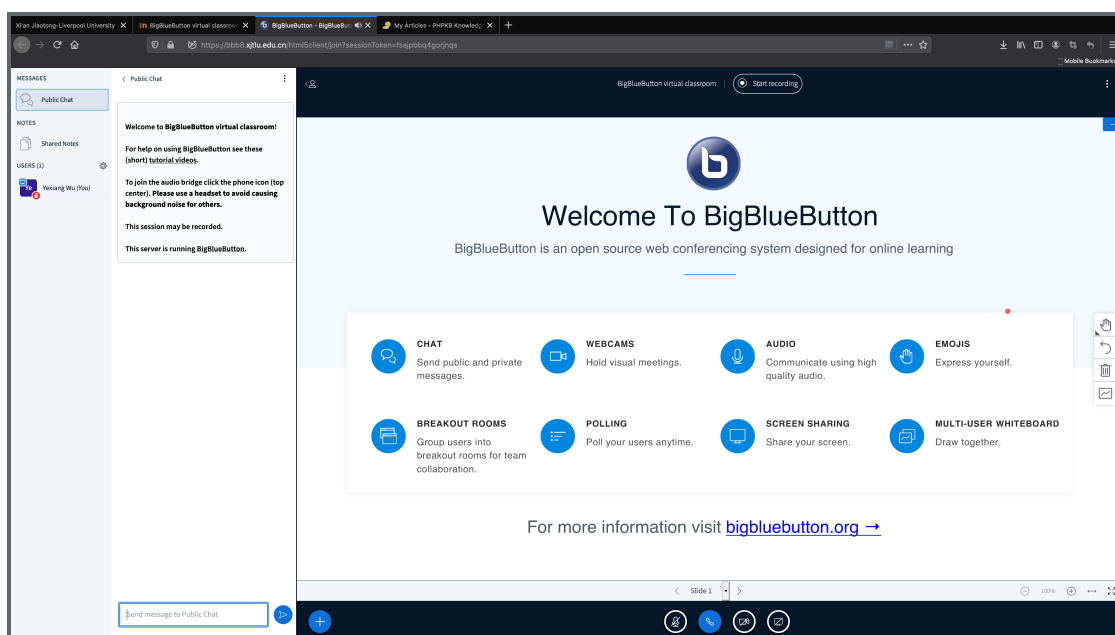 Xi'an Jiaotong-Liverpool University
BigBlueButton virtual classroom
BigBlueButton - BigBlueBut
My Articles - PHPKB Knowledg
https://bbb8.xjtlu.edu.cn/html5client/join?sessionToken=fsajpbbq4gorjnqs
Mobile Bookmarks
MESSAGES
Public Chat
NOTES
Shared Notes
USERS (1)
Ye
Yexiang Wu (You)
Public Chat
Welcome to BigBlueButton virtual classroom!
For help on using BigBlueButton see these
(short) tutorial videos.
To join the audio bridge click the phone icon (top
center). Please use a headset to avoid causing
background noise for others.
This session may be recorded.
This server is running BigBlueButton.
Send message to Public Chat
BigBlueButton virtual classroom
Start recording
b
Welcome To BigBlueButton
BigBlueButton is an open source web conferencing system designed for online learning
CHAT
Send public and private
messages.
WEBCAMS
Hold visual meetings.
AUDIO
Communicate using high
quality audio.
EMOJIS
Express yourself.
BREAKOUT ROOMS
Group users into
breakout rooms for team
collaboration.
POLLING
Poll your users anytime.
SCREEN SHARING
Share your screen.
MULTI-USER WHITEBOARD
Draw together.
For more information visit bigbluebutton.org →
Slide 1
100%